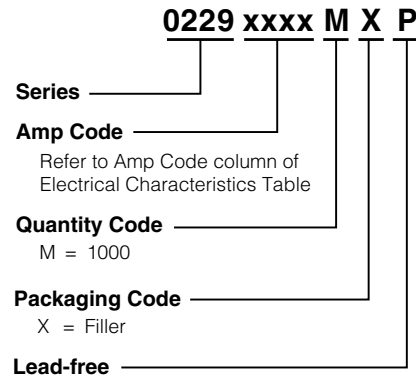 0229 xxxx M X P
Series
Amp Code
Refer to Amp Code column of
Electrical Characteristics Table
Quantity Code
M = 1000
Packaging Code
X = Filler
Lead-free